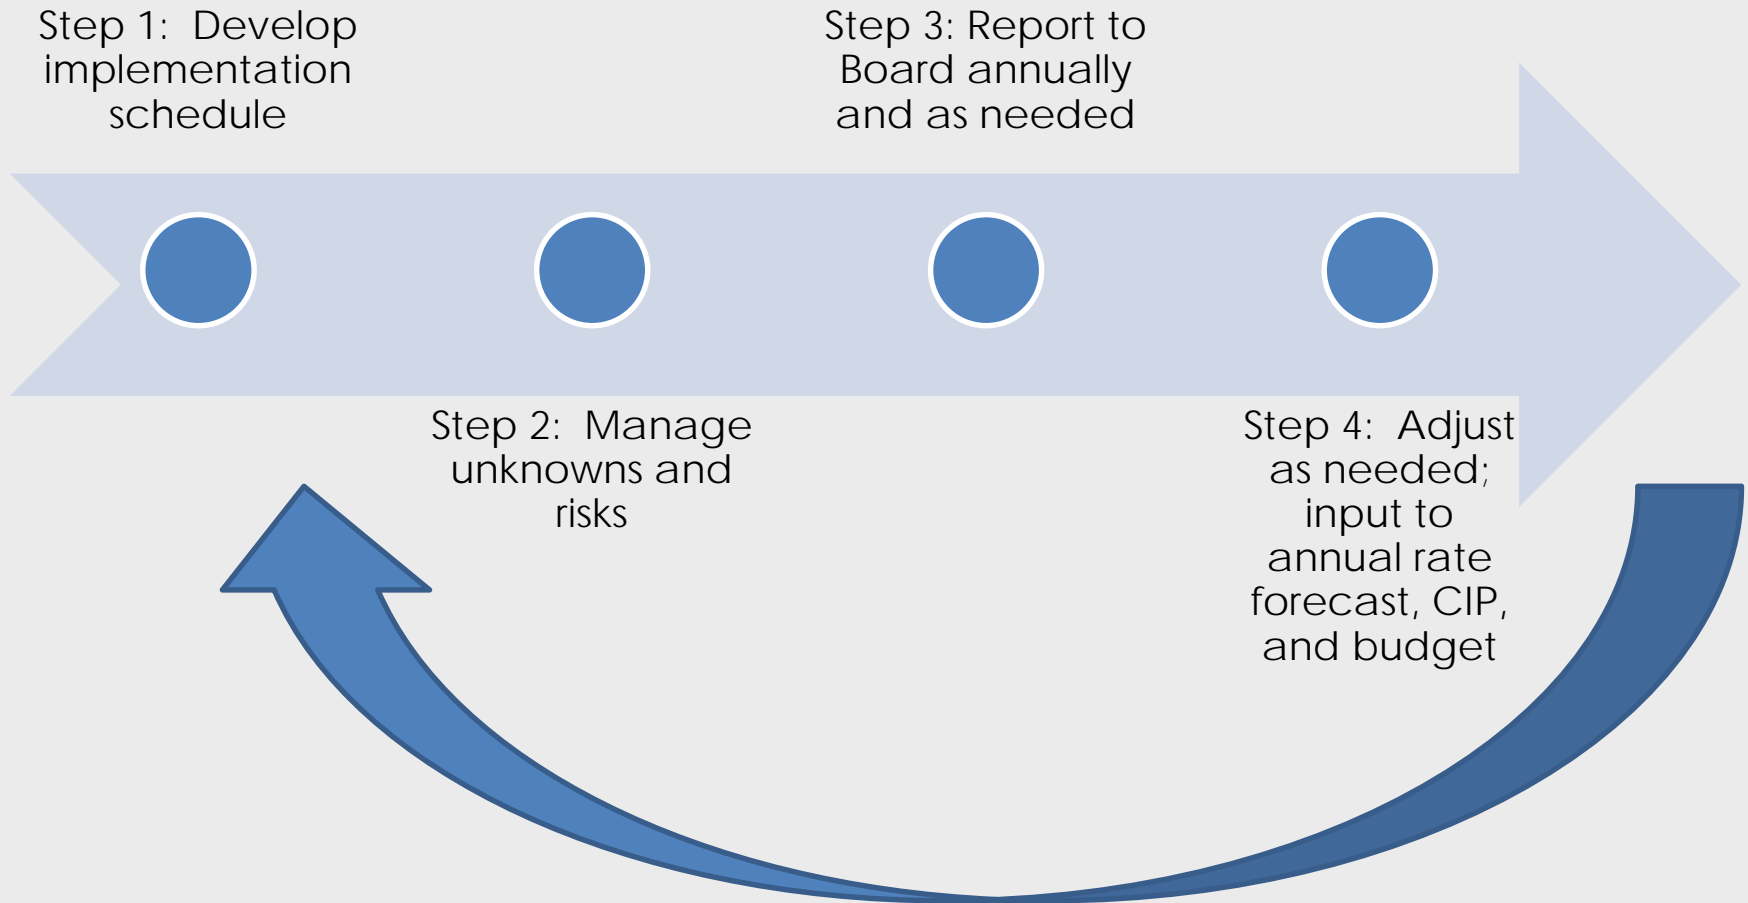 Step 1:  Develop
implementation
schedule
Step 2:  Manage
unknowns and
risks
Step 3: Report to
Board annually
and as needed
Step 4:  Adjust
as needed;
input to
annual rate
forecast, CIP,
and budget